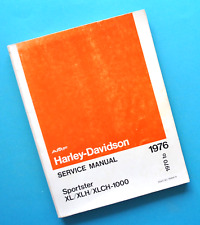 Harley-Davidson
SERVICE MANUAL
1976
Sportster
XL/XLH/XLCH-1000